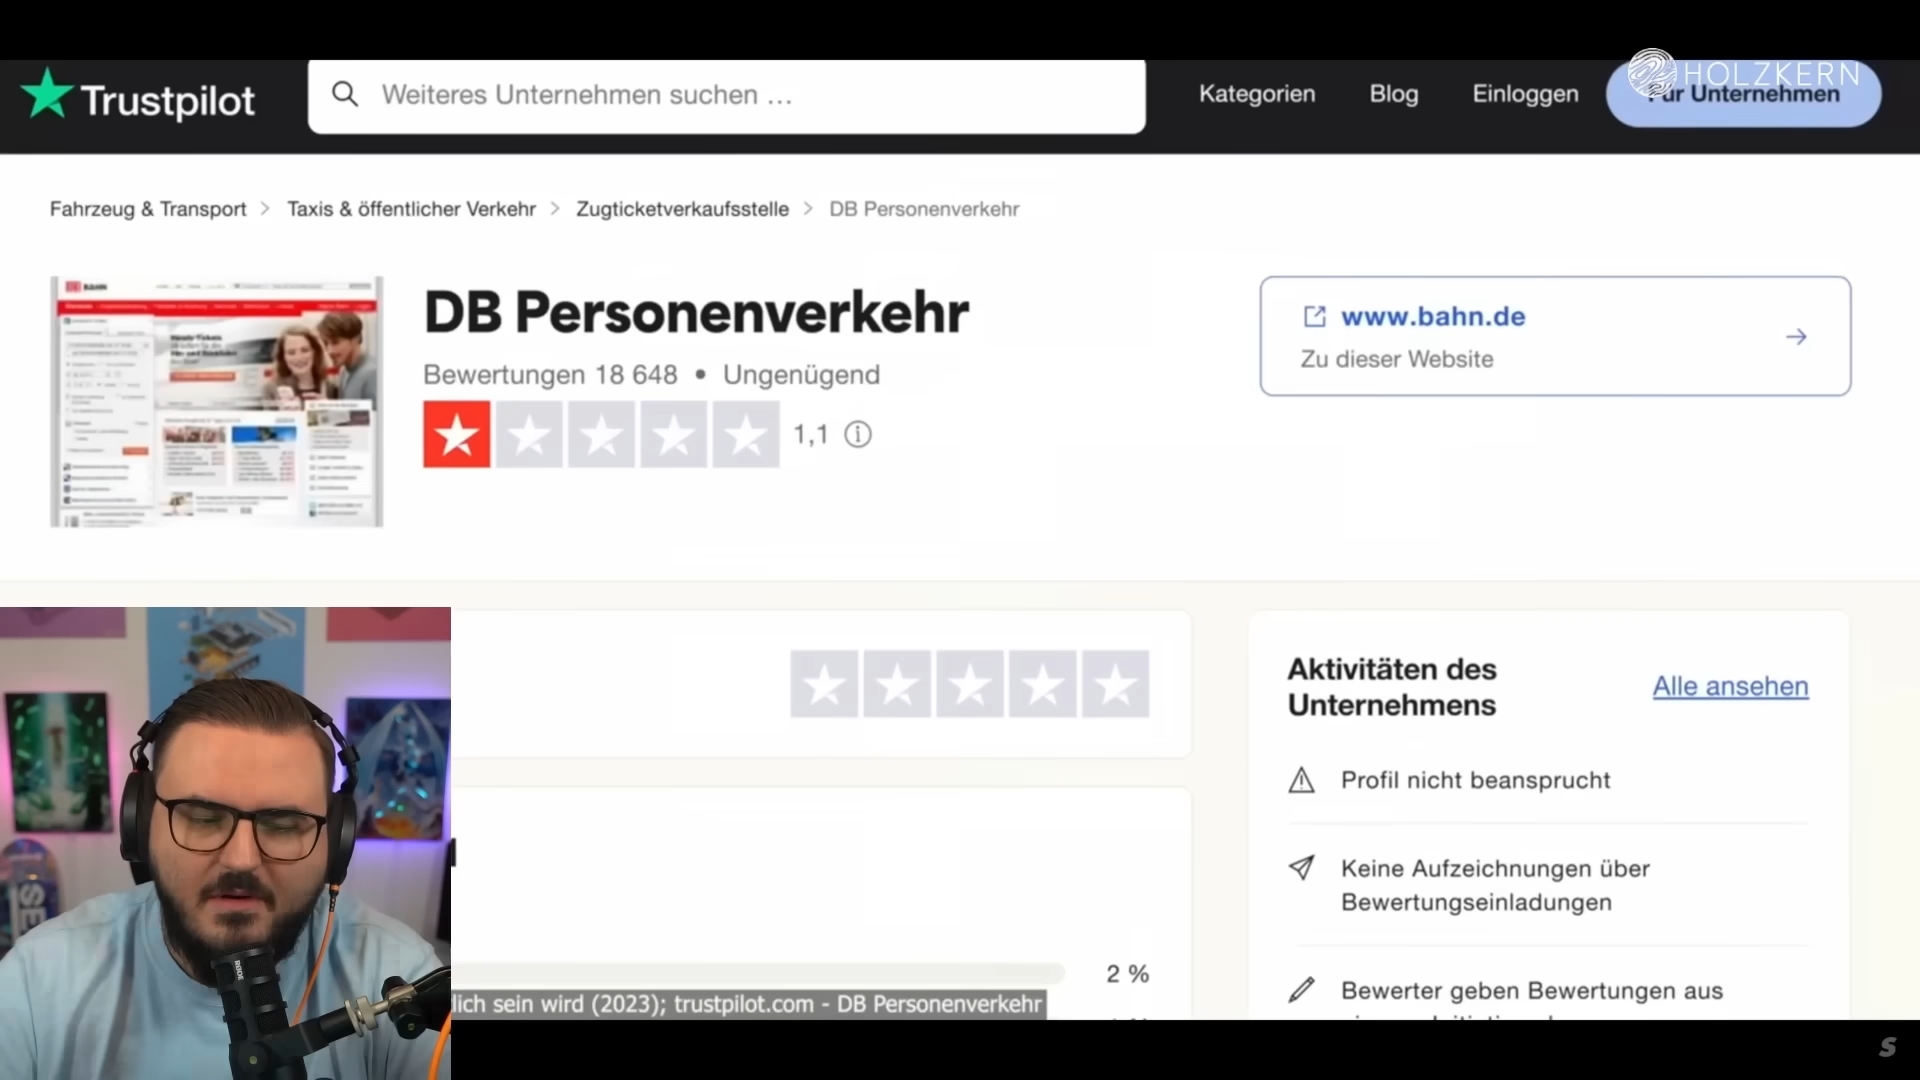 Trustpilot
Weiteres Unternehmen suchen …
Kategorien
Blog
Einloggen
Für Unternehmen
HOLZKERN
Fahrzeug & Transport > Taxis & öffentlicher Verkehr > Zugticketverkaufsstelle > DB Personenverkehr
BAHN
DB Personenverkehr
Bewertungen 18 648 • Ungenügend
1,1
www.bahn.de
Zu dieser Website
Aktivitäten des
Unternehmens
Alle ansehen
Profil nicht beansprucht
Keine Aufzeichnungen über
Bewertungseinladungen
Bewerter geben Bewertungen aus
2 %
lich sein wird (2023); trustpilot.com - DB Personenverkehr
RØDE
SE
S